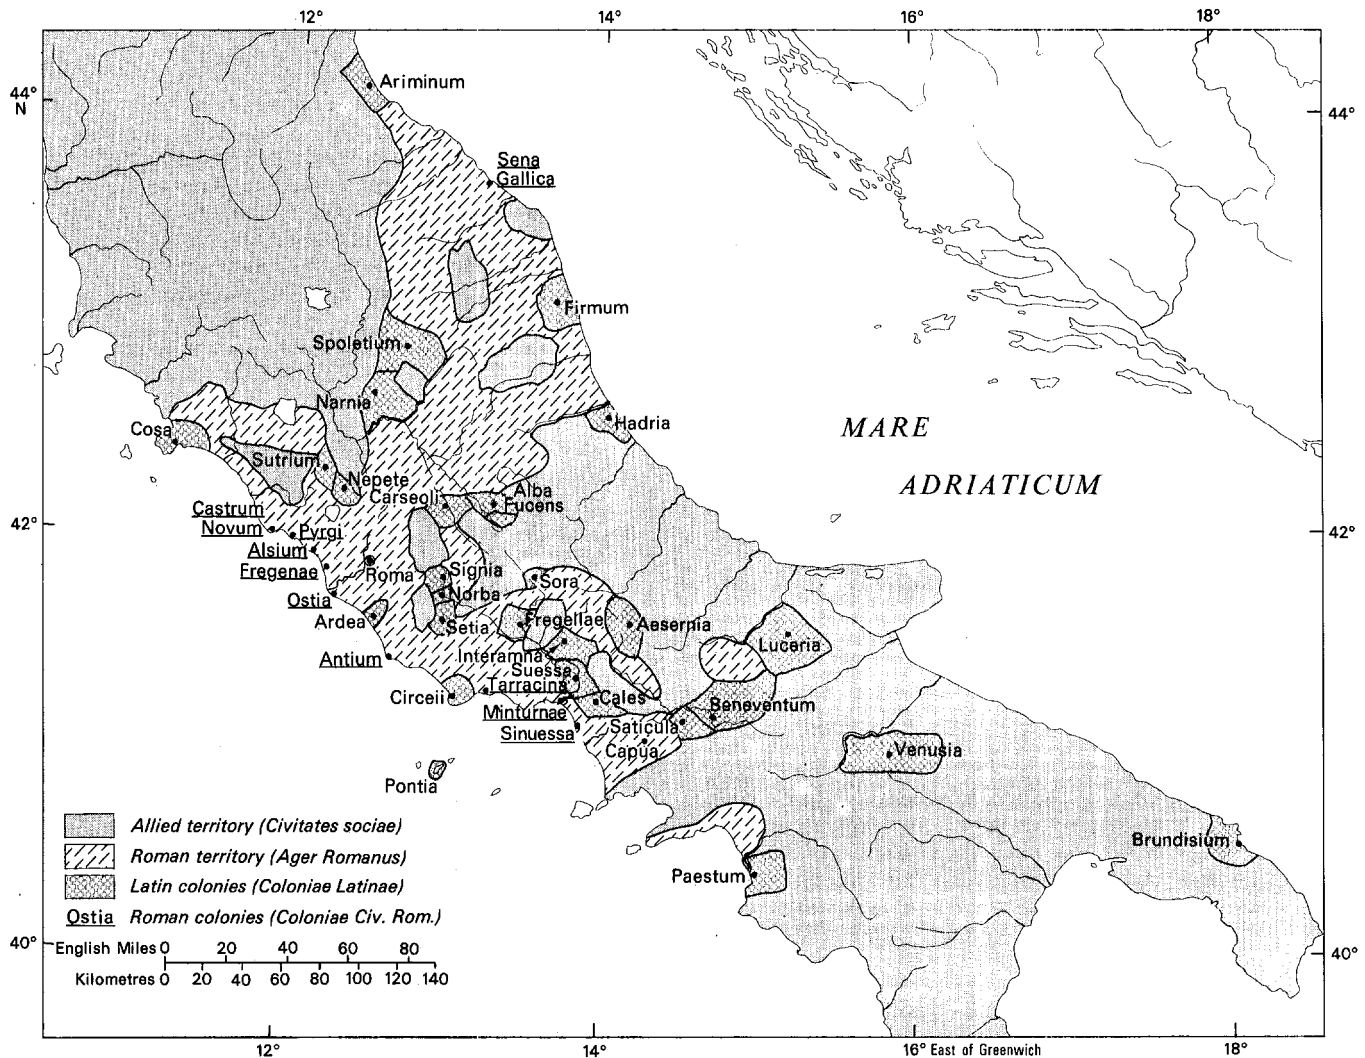 12°
14°
16°
18°
44°
N
44°
Ariminum
Sena
Gallica
Firmum
Spoletium
Narnia
Hadria
MARE
ADRIATICUM
Cosa
Sutrium
Nepete
Carseoli
Alba
Fucens
42°
42°
Castrum
Novum
Pyrgi
Alsium
Fregenae
Roma
Signia
Sora
Ostia
Norba
Ardea
Setia
Fregellae
Aesernia
Luceria
Antium
Interamna
Suessa
Circeii
Tarracina
Cales
Minturnae
Beneventum
Sinuessa
Saticula
Capua
Venusia
Pontia
Brundisium
Paestum
Allied territory (Civitates sociae)
Roman territory (Ager Romanus)
Latin colonies (Coloniae Latinae)
Ostia Roman colonies (Coloniae Civ. Rom.)
English Miles 0 20 40 60 80
Kilometres 0 20 40 60 80 100 120 140
40°
40°
12°
14°
16° East of Greenwich
18°